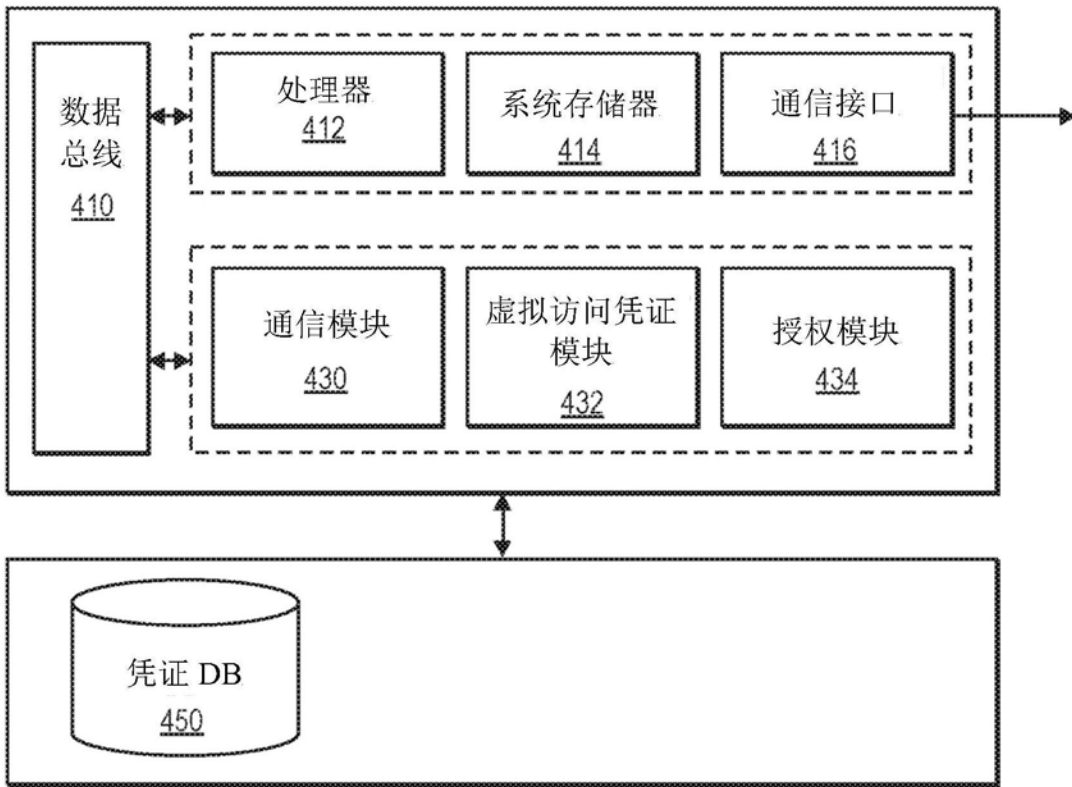 数据
总线
410
处理器
412
系统存储器
414
通信接口
416
通信模块
430
虚拟访问凭证
模块
432
授权模块
434
凭证 DB
450